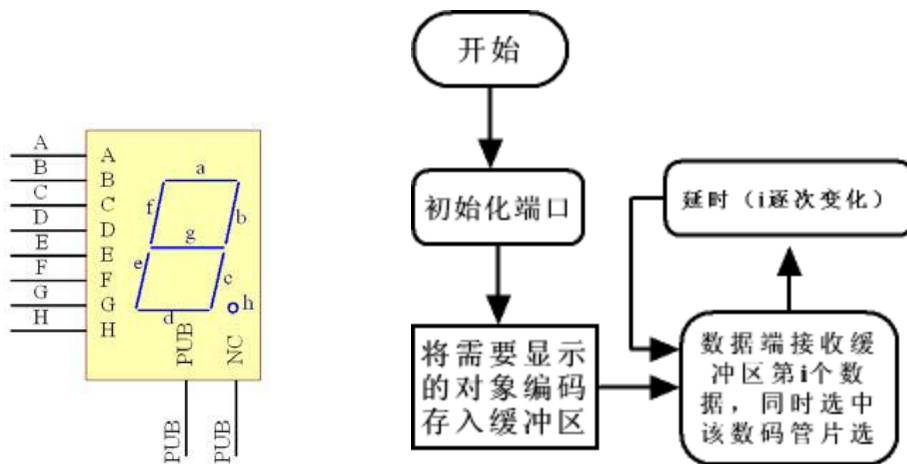 A
B
C
D
E
F
G
H
A
B
C
D
E
F
G
H
a
b
c
d
e
f
g
h
PUB
NC
PUB
PUB
开始
初始化端口
将需要显示
的对象编码
存入缓冲区
延时（i逐次变化）
数据端接收缓
冲区第i个数
据，同时选中
该数码管片选